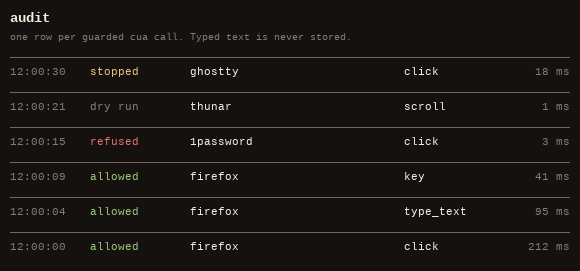 audit
one row per guarded cua call. Typed text is never stored.
12:00:30 stopped ghostty click 18 ms
12:00:21 dry run thunar scroll 1 ms
12:00:15 refused 1password click 3 ms
12:00:09 allowed firefox key 41 ms
12:00:04 allowed firefox type_text 95 ms
12:00:00 allowed firefox click 212 ms